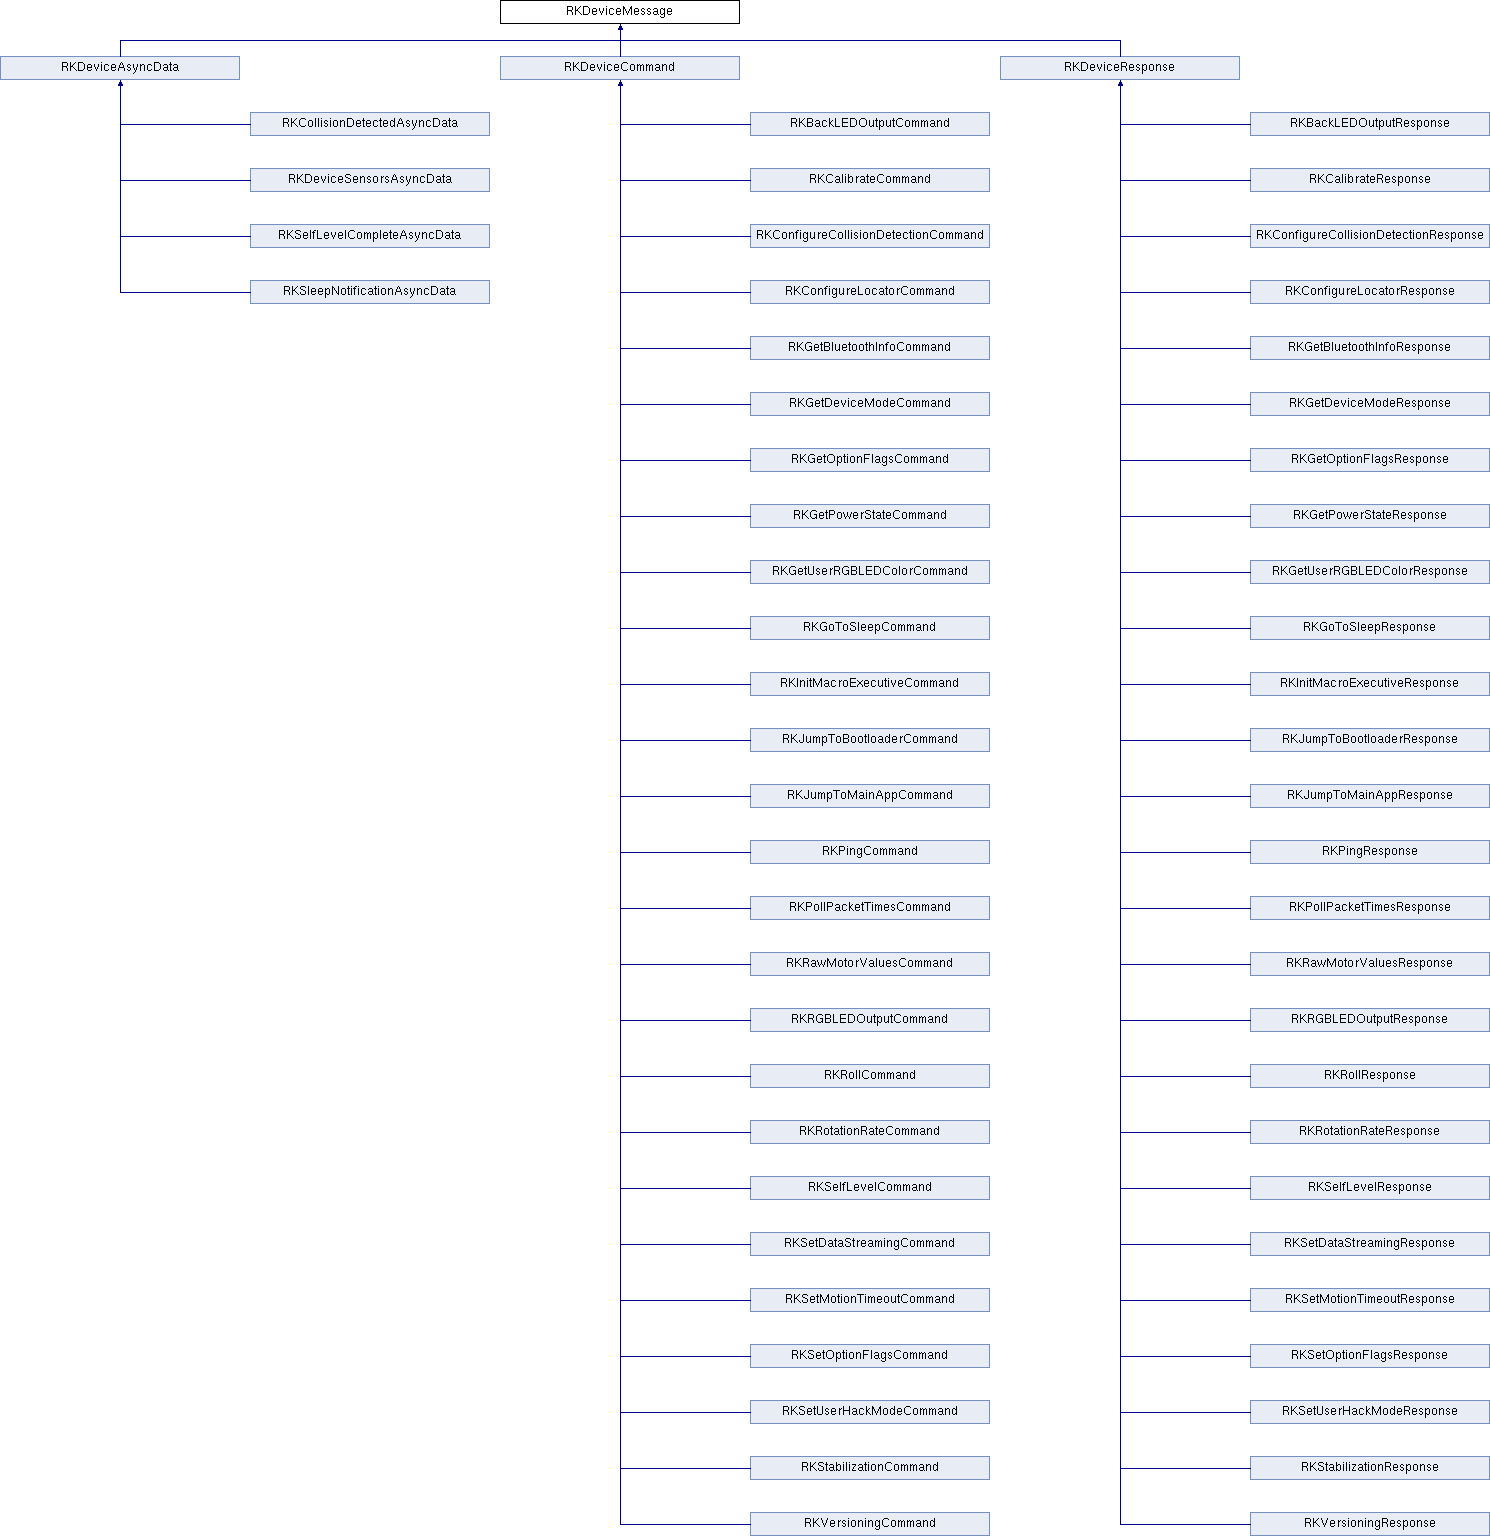 RKDeviceMessage
RKDeviceAsyncData
RKDeviceCommand
RKDeviceResponse
RKCollisionDetectedAsyncData
RKBackLEDOutputCommand
RKBackLEDOutputResponse
RKDeviceSensorsAsyncData
RKCalibrateCommand
RKCalibrateResponse
RKSelfLevelCompleteAsyncData
RKConfigureCollisionDetectionCommand
RKConfigureCollisionDetectionResponse
RKSleepNotificationAsyncData
RKConfigureLocatorCommand
RKConfigureLocatorResponse
RKGetBluetoothInfoCommand
RKGetBluetoothInfoResponse
RKGetDeviceModeCommand
RKGetDeviceModeResponse
RKGetOptionFlagsCommand
RKGetOptionFlagsResponse
RKGetPowerStateCommand
RKGetPowerStateResponse
RKGetUserRGBLEDColorCommand
RKGetUserRGBLEDColorResponse
RKGoToSleepCommand
RKGoToSleepResponse
RKInitMacroExecutiveCommand
RKInitMacroExecutiveResponse
RKJumpToBootloaderCommand
RKJumpToBootloaderResponse
RKJumpToMainAppCommand
RKJumpToMainAppResponse
RKPingCommand
RKPingResponse
RKPollPacketTimesCommand
RKPollPacketTimesResponse
RKRawMotorValuesCommand
RKRawMotorValuesResponse
RKRGBLEDOutputCommand
RKRGBLEDOutputResponse
RKRollCommand
RKRollResponse
RKRotationRateCommand
RKRotationRateResponse
RKSelfLevelCommand
RKSelfLevelResponse
RKSetDataStreamingCommand
RKSetDataStreamingResponse
RKSetMotionTimeoutCommand
RKSetMotionTimeoutResponse
RKSetOptionFlagsCommand
RKSetOptionFlagsResponse
RKSetUserHackModeCommand
RKSetUserHackModeResponse
RKStabilizationCommand
RKStabilizationResponse
RKVersioningCommand
RKVersioningResponse